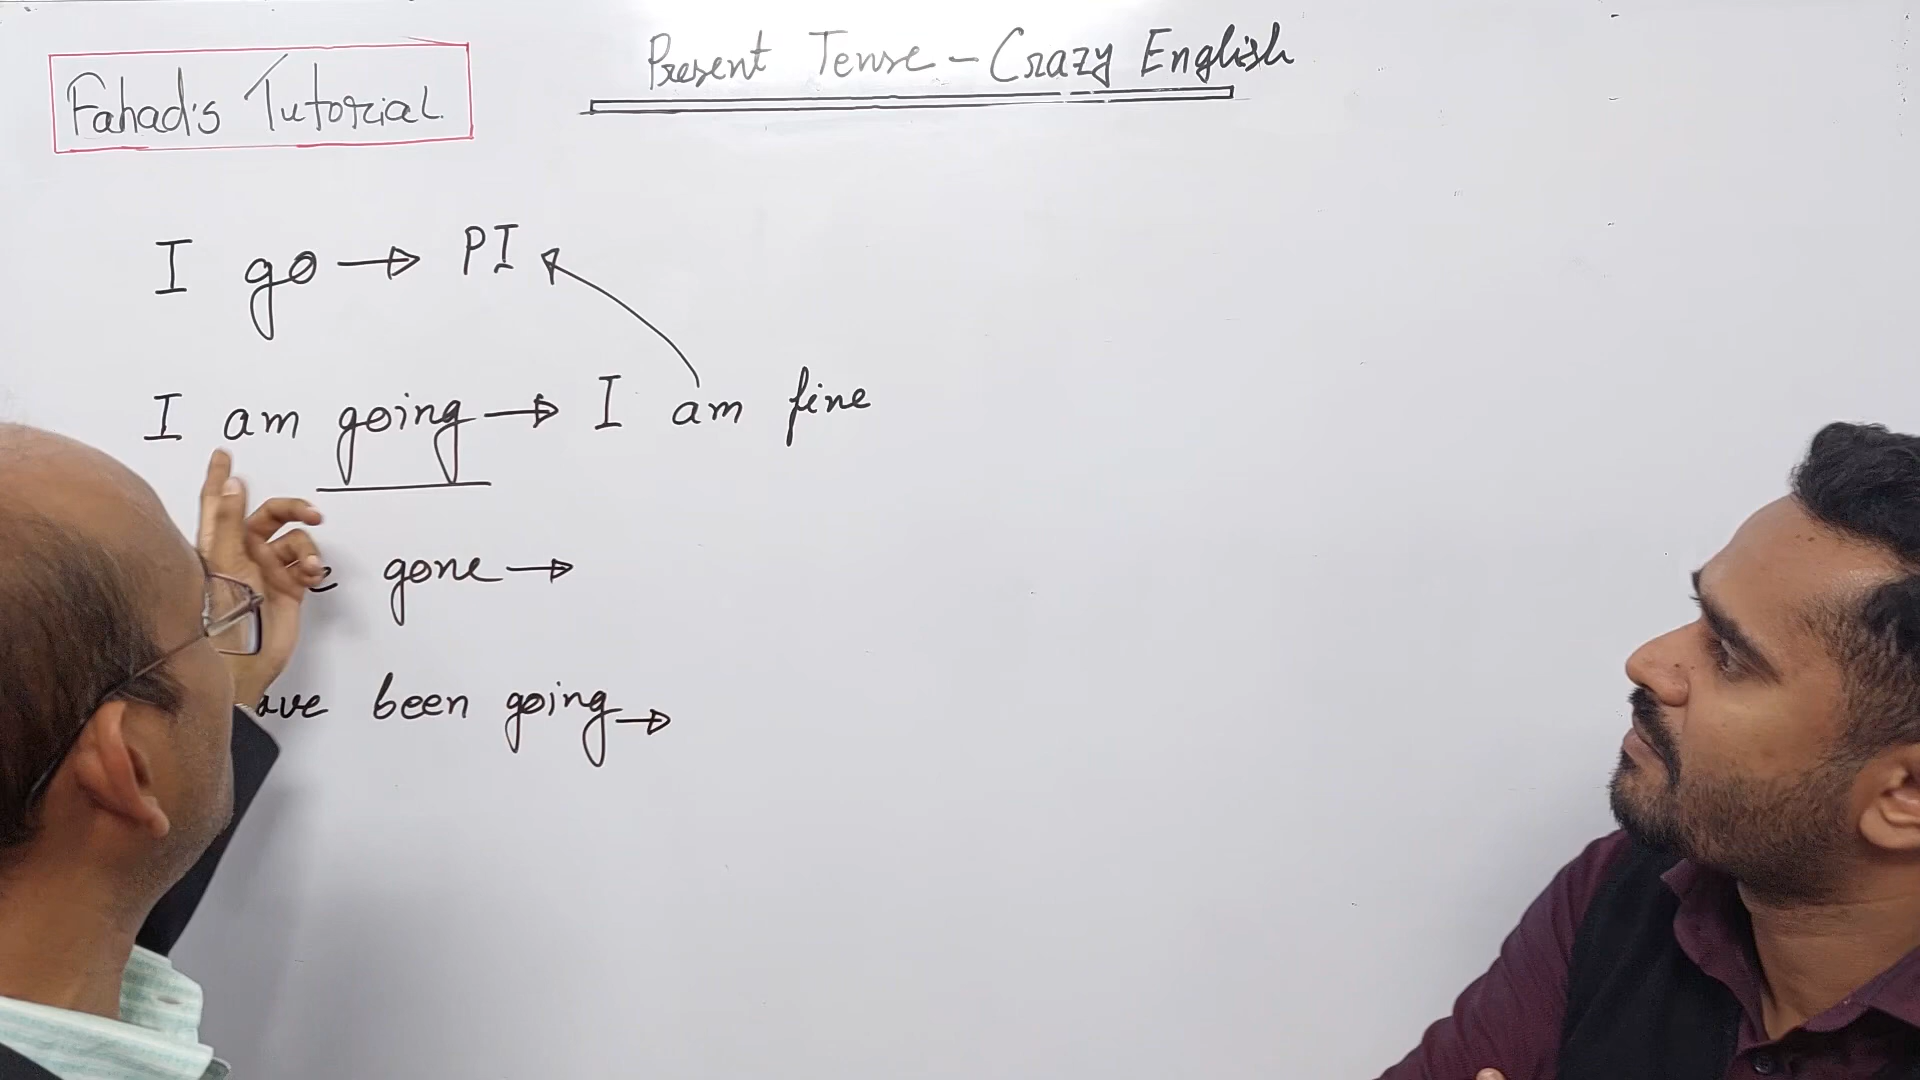 Present Tense - Crazy English
Fahad's Tutorial
I go → PI
I am going → I am fine
gone →
been going →